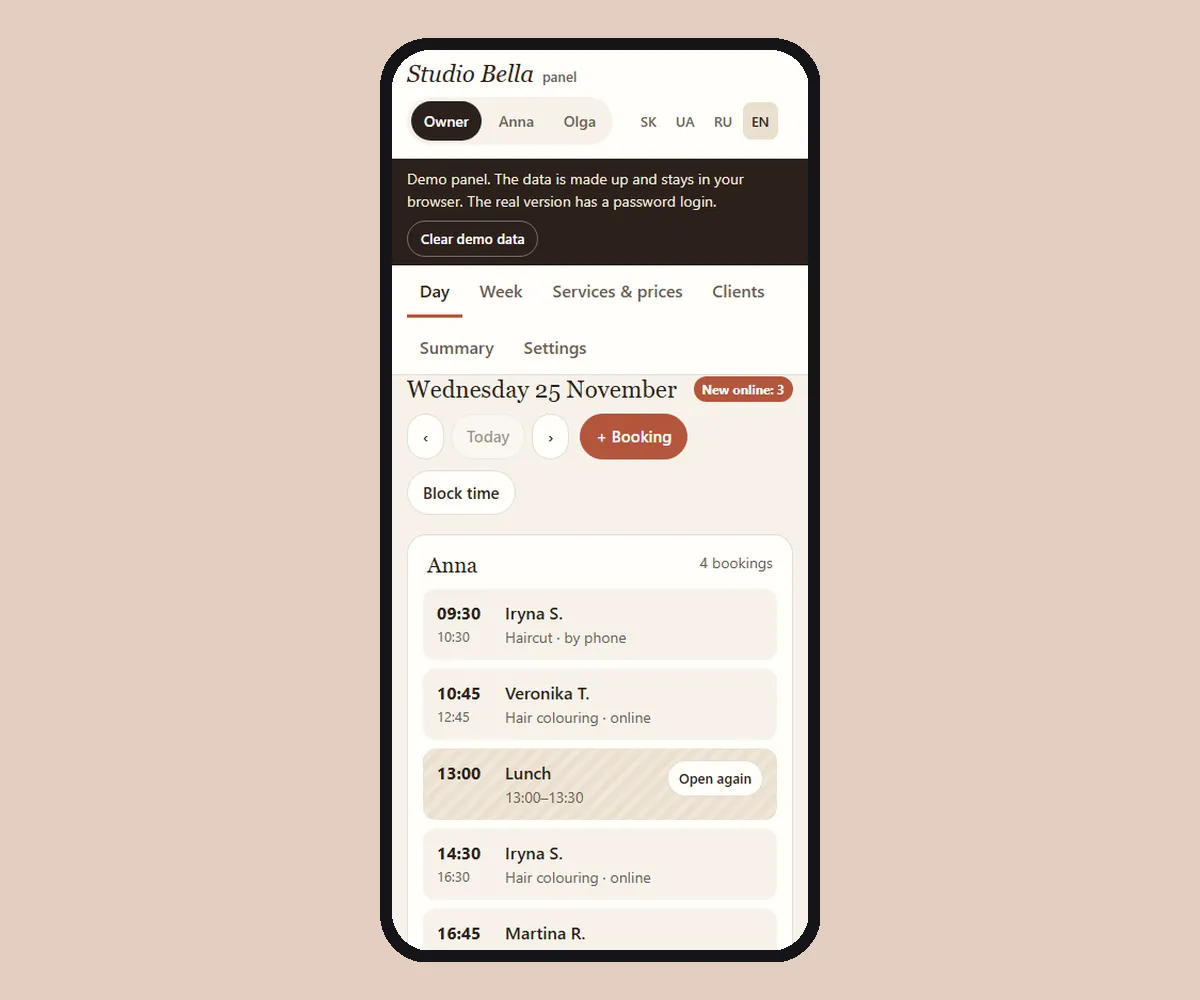 Studio Bella panel
Owner Anna Olga SK UA RU EN
Demo panel. The data is made up and stays in your
browser. The real version has a password login.
Clear demo data
Day Week Services & prices Clients
Summary Settings
Wednesday 25 November New online: 3
‹ Today › + Booking
Block time
Anna 4 bookings
09:30 Iryna S.
10:30 Haircut · by phone
10:45 Veronika T.
12:45 Hair colouring · online
13:00 Lunch Open again
13:00–13:30
14:30 Iryna S.
16:30 Hair colouring · online
16:45 Martina R.